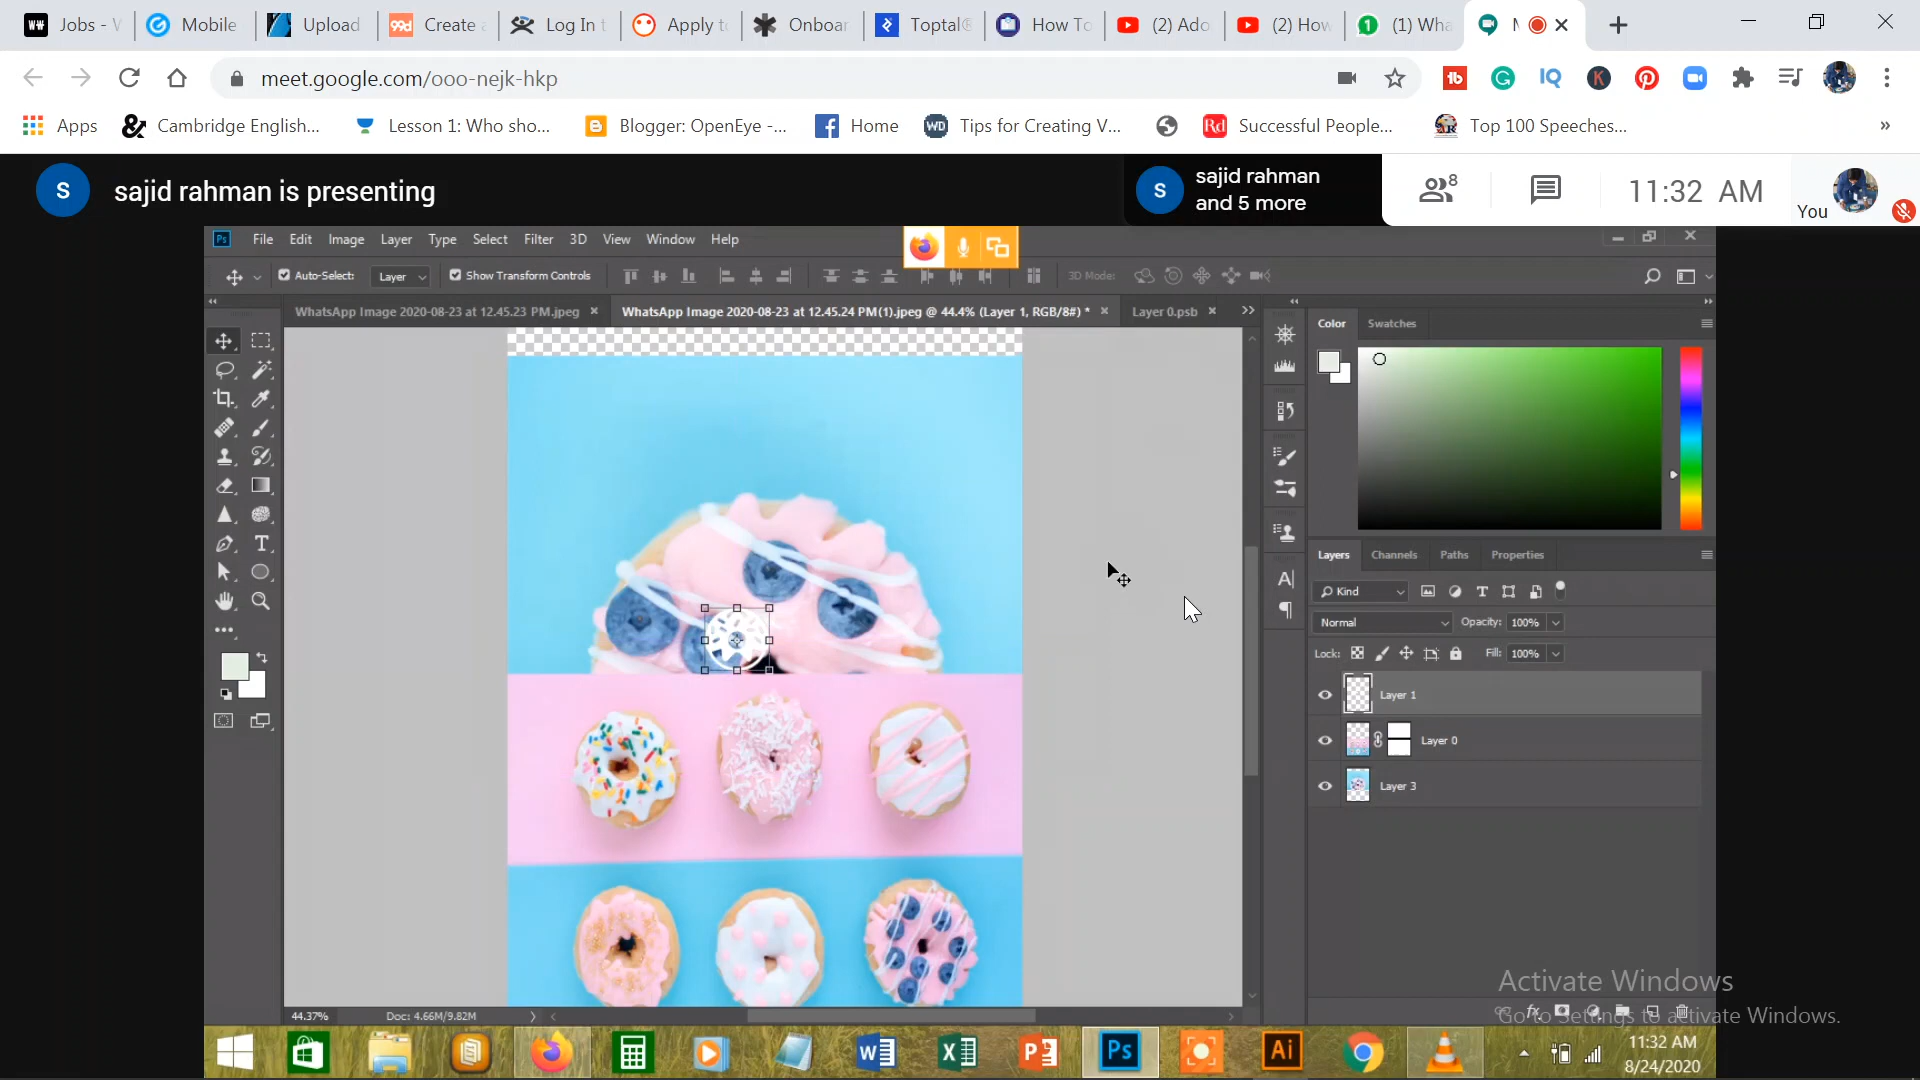 Jobs - W
Mobile
Upload
Create a
Log In t
Apply to
Onboar
Toptal®
How To
(2) Ado
(2) How
(1) Wha
meet.google.com/ooo-nejk-hkp
Apps
Cambridge English...
Lesson 1: Who sho...
Blogger: OpenEye -...
Home
Tips for Creating V...
Successful People...
Top 100 Speeches...
»
S
sajid rahman is presenting
S
sajid rahman
and 5 more
8
11:32 AM
You
Ps
File Edit Image Layer Type Select Filter 3D View Window Help
Auto-Select: Layer
Show Transform Controls
3D Mode:
WhatsApp Image 2020-08-23 at 12.45.23 PM.jpeg
WhatsApp Image 2020-08-23 at 12.45.24 PM(1).jpeg @ 44.4% (Layer 1, RGB/8#) *
Layer 0.psb
Color
Swatches
Layers
Channels
Paths
Properties
Kind
Normal
Opacity: 100%
Lock:
Fill: 100%
Layer 1
Layer 0
Layer 3
44.37%
Doc: 4.66M/9.82M
Activate Windows
Go to Settings to activate Windows.
Ps
Ai
11:32 AM
8/24/2020